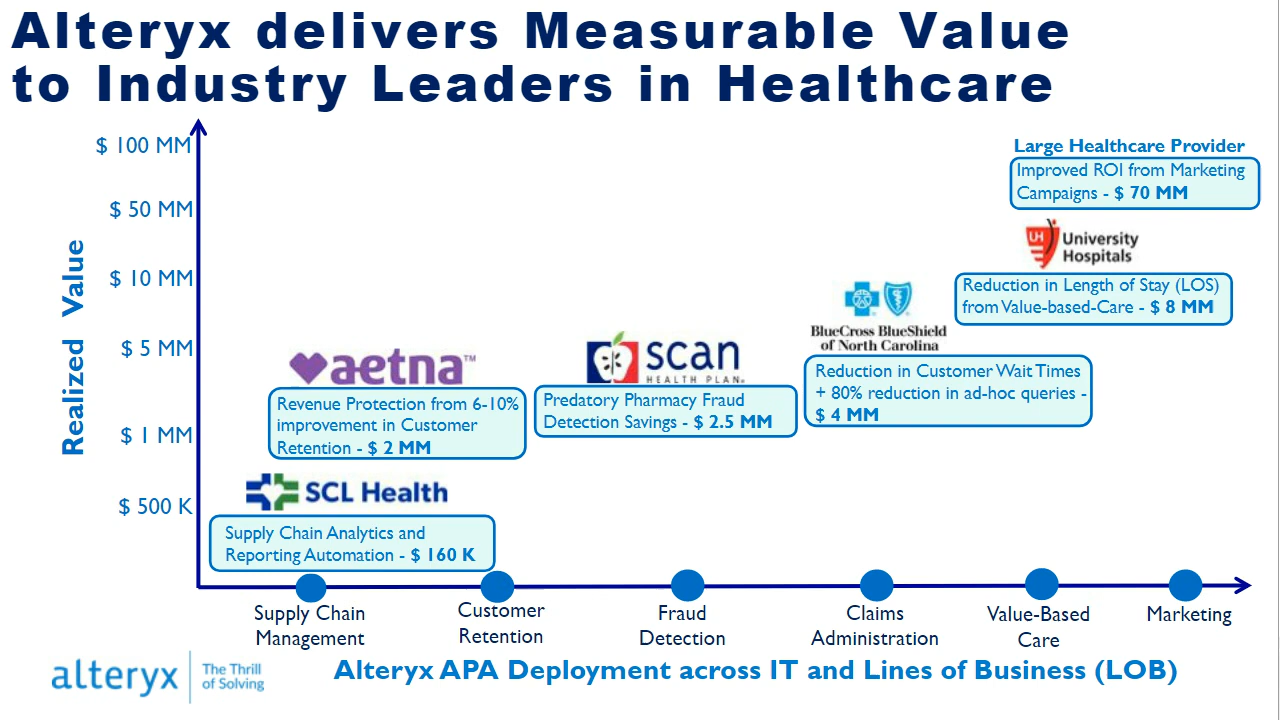 Alteryx delivers Measurable Value
to Industry Leaders in Healthcare
Realized Value
$ 100 MM
$ 50 MM
$ 10 MM
$ 5 MM
$ 1 MM
$ 500 K
Large Healthcare Provider
Improved ROI from Marketing
Campaigns - $ 70 MM
UH
University
Hospitals
Reduction in Length of Stay (LOS)
from Value-based-Care - $ 8 MM
BlueCross BlueShield
of North Carolina
Reduction in Customer Wait Times
+ 80% reduction in ad-hoc queries -
$ 4 MM
scan
HEALTH PLAN®
Predatory Pharmacy Fraud
Detection Savings - $ 2.5 MM
aetna™
Revenue Protection from 6-10%
improvement in Customer
Retention - $ 2 MM
SCL Health
Supply Chain Analytics and
Reporting Automation - $ 160 K
Supply Chain
Management
Customer
Retention
Fraud
Detection
Claims
Administration
Value-Based
Care
Marketing
alteryx
The Thrill
of Solving
Alteryx APA Deployment across IT and Lines of Business (LOB)